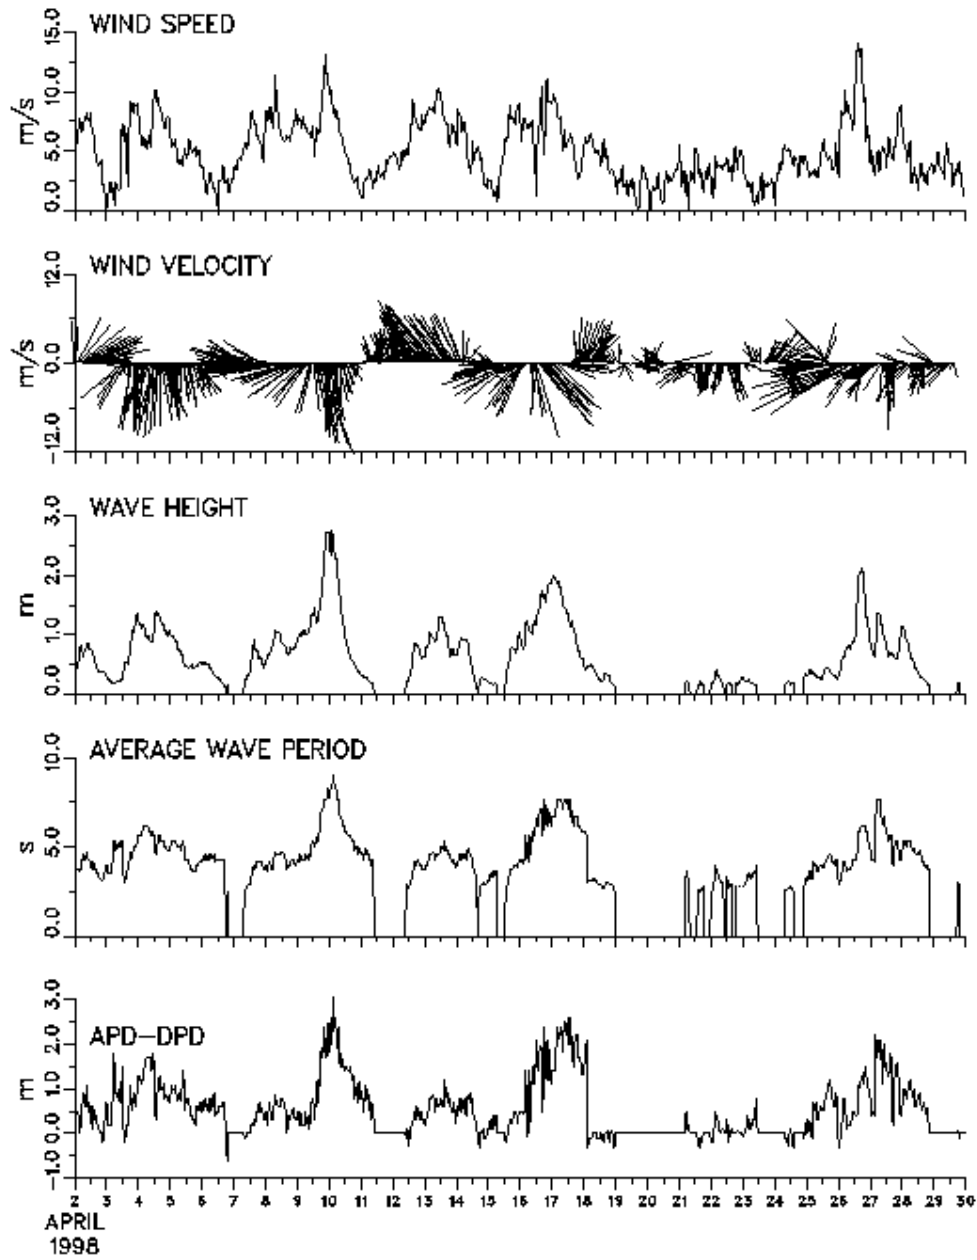 WIND SPEED
15.0
10.0
5.0
0.0
m/s
WIND VELOCITY
12.0
0.0
-12.0
m/s
WAVE HEIGHT
3.0
2.0
1.0
0.0
m
AVERAGE WAVE PERIOD
10.0
5.0
0.0
s
APD-DPD
3.0
2.0
1.0
0.0
-1.0
m
2 3 4 5 6 7 8 9 10 11 12 13 14 15 16 17 18 19 20 21 22 23 24 25 26 27 28 29 30
APRIL
1998